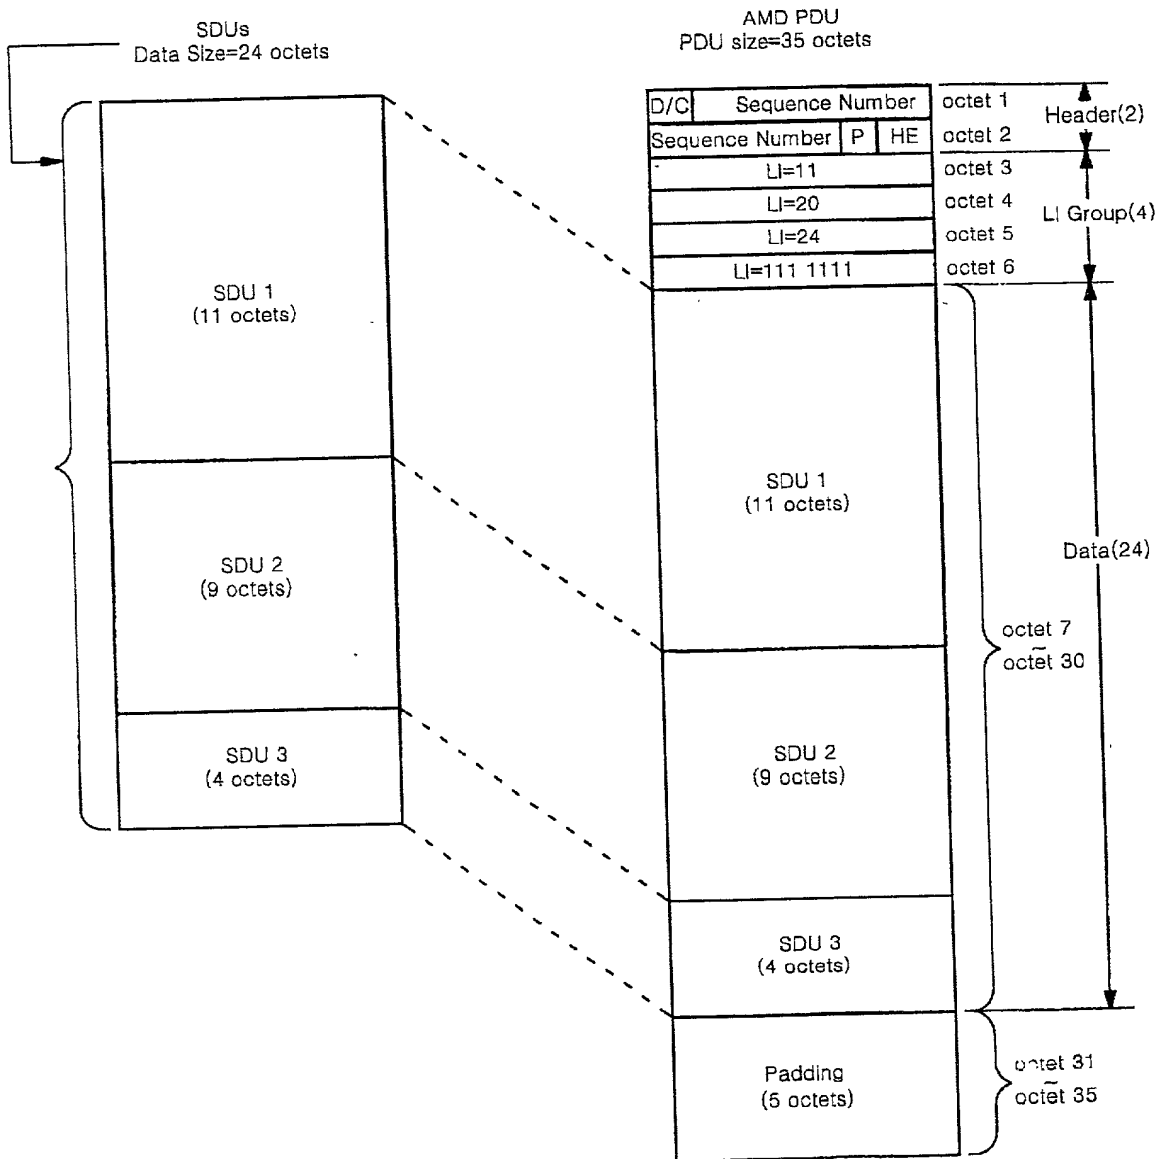 SDUs
Data Size=24 octets
SDU 1
(11 octets)
SDU 2
(9 octets)
SDU 3
(4 octets)
AMD PDU
PDU size=35 octets
D/C Sequence Number octet 1
Sequence Number P HE octet 2
Header(2)
LI=11 octet 3
LI=20 octet 4
LI=24 octet 5
LI=111 1111 octet 6
LI Group(4)
SDU 1
(11 octets)
SDU 2
(9 octets)
SDU 3
(4 octets)
Data(24)
octet 7
~
octet 30
Padding
(5 octets)
octet 31
~
octet 35